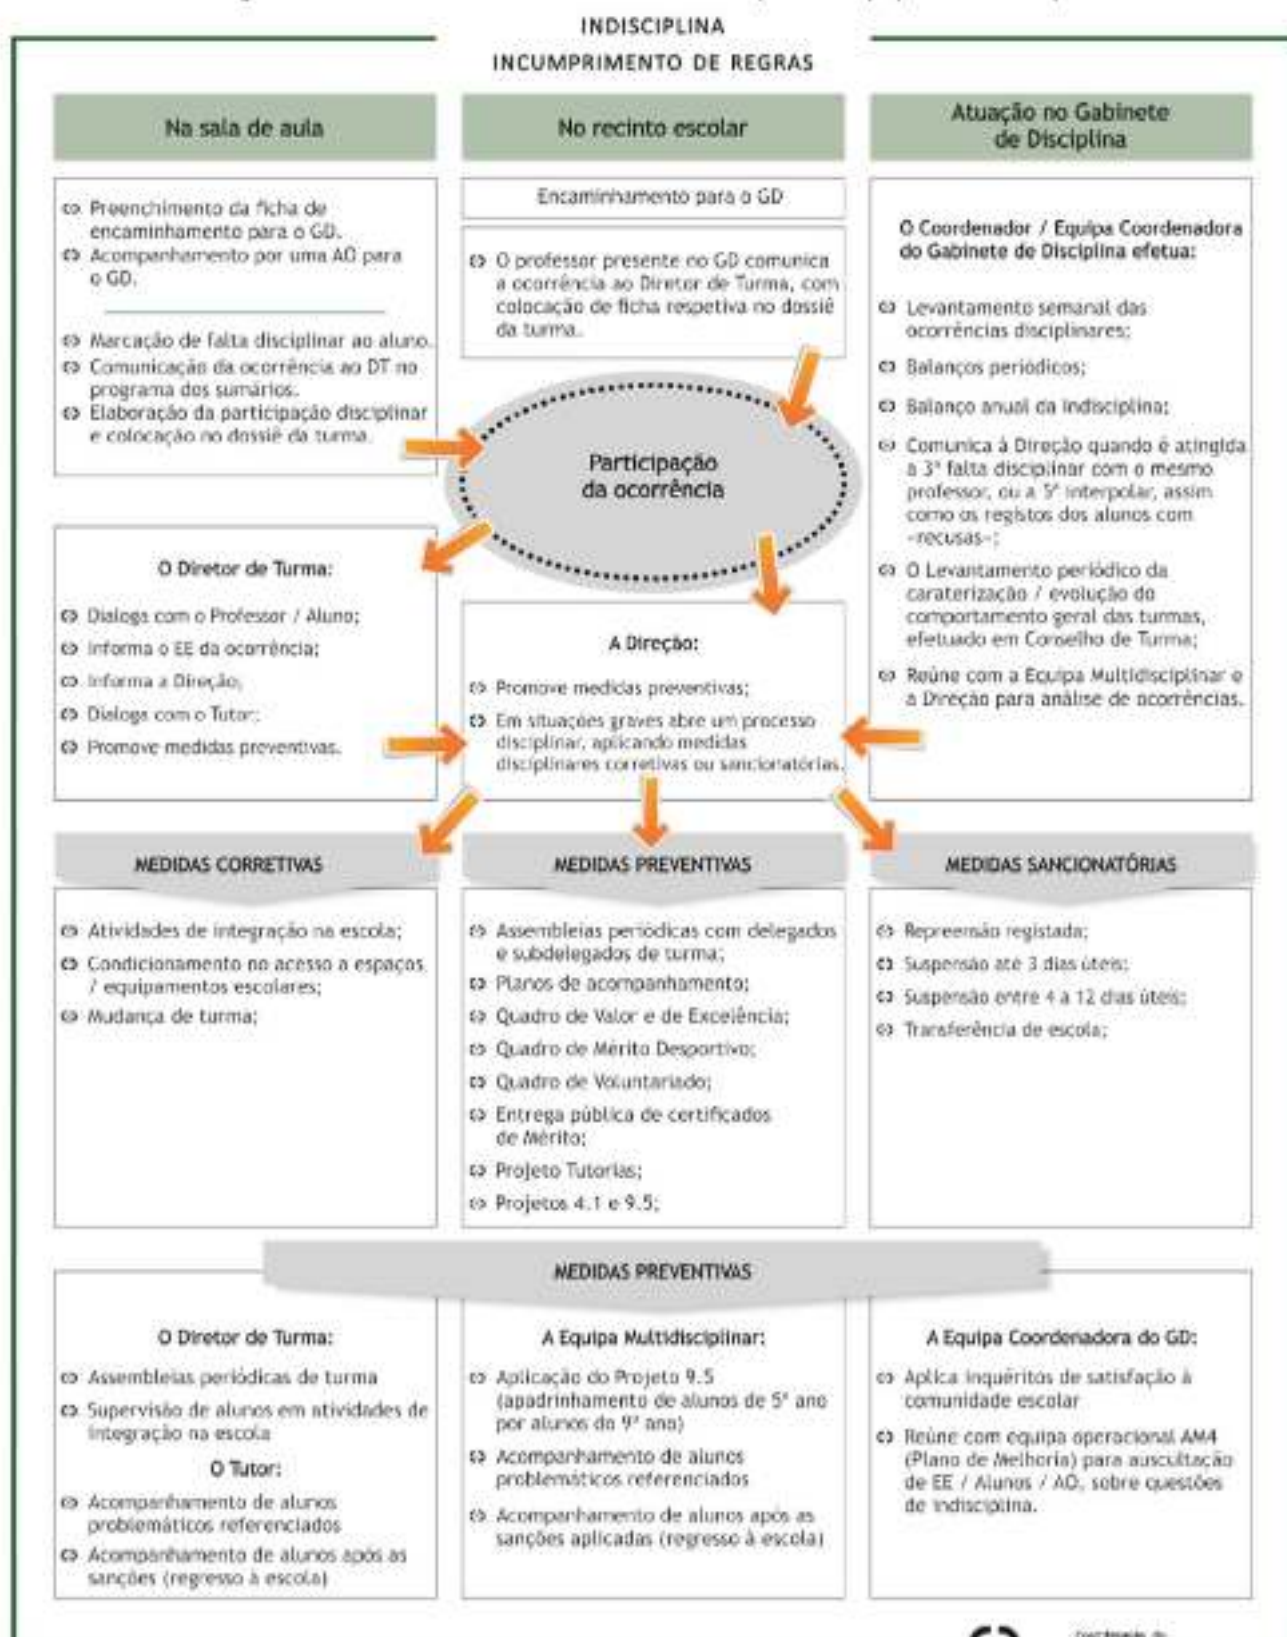 INDISCIPLINA
INCUMPRIMENTO DE REGRAS
Na sala de aula
Preenchimento da ficha de
encaminhamento para o GD.
Acompanhamento por uma AO para
o GD.
Marcação de falta disciplinar ao aluno.
Comunicação da ocorrência ao DT no
programa dos sumários.
Elaboração da participação disciplinar
e colocação no dossiê da turma.
No recinto escolar
Encaminhamento para o GD
O professor presente no GD comunica
a ocorrência ao Diretor de Turma, com
colocação de ficha respetiva no dossiê
da turma.
Atuação no Gabinete
de Disciplina
O Coordenador / Equipa Coordenadora
do Gabinete de Disciplina efetua:
Levantamento semanal das
ocorrências disciplinares;
Balanços periódicos;
Balanço anual da Indisciplina;
Comunica à Direção quando é atingida
a 3ª falta disciplinar com o mesmo
professor, ou a 5ª interpolar, assim
como os registos dos alunos com
«recusas»;
O Levantamento periódico da
caraterização / evolução do
comportamento geral das turmas,
efetuado em Conselho de Turma;
Reúne com a Equipa Multidisciplinar e
a Direção para análise de ocorrências.
Participação
da ocorrência
O Diretor de Turma:
Dialoga com o Professor / Aluno;
Informa o EE da ocorrência;
Informa a Direção;
Dialoga com o Tutor;
Promove medidas preventivas.
A Direção:
Promove medidas preventivas;
Em situações graves abre um processo
disciplinar, aplicando medidas
disciplinares corretivas ou sancionatórias.
MEDIDAS CORRETIVAS
Atividades de integração na escola;
Condicionamento no acesso a espaços
/ equipamentos escolares;
Mudança de turma;
MEDIDAS PREVENTIVAS
Assembleias periódicas com delegados
e subdelegados de turma;
Planos de acompanhamento;
Quadro de Valor e de Excelência;
Quadro de Mérito Desportivo;
Quadro de Voluntariado;
Entrega pública de certificados
de Mérito;
Projeto Tutorias;
Projetos 4.1 e 9.5;
MEDIDAS SANCIONATÓRIAS
Repreensão registada;
Suspensão até 3 dias úteis;
Suspensão entre 4 a 12 dias úteis;
Transferência de escola;
MEDIDAS PREVENTIVAS
O Diretor de Turma:
Assembleias periódicas de turma
Supervisão de alunos em atividades de
integração na escola
O Tutor:
Acompanhamento de alunos
problemáticos referenciados
Acompanhamento de alunos após as
sanções (regresso à escola)
A Equipa Multidisciplinar:
Aplicação do Projeto 9.5
(apadrinhamento de alunos de 5º ano
por alunos do 9º ano)
Acompanhamento de alunos
problemáticos referenciados
Acompanhamento de alunos após as
sanções aplicadas (regresso à escola)
A Equipa Coordenadora do GD:
Aplica inquéritos de satisfação à
comunidade escolar
Reúne com equipa operacional AM4
(Plano de Melhoria) para auscultação
de EE / Alunos / AO, sobre questões
de indisciplina.